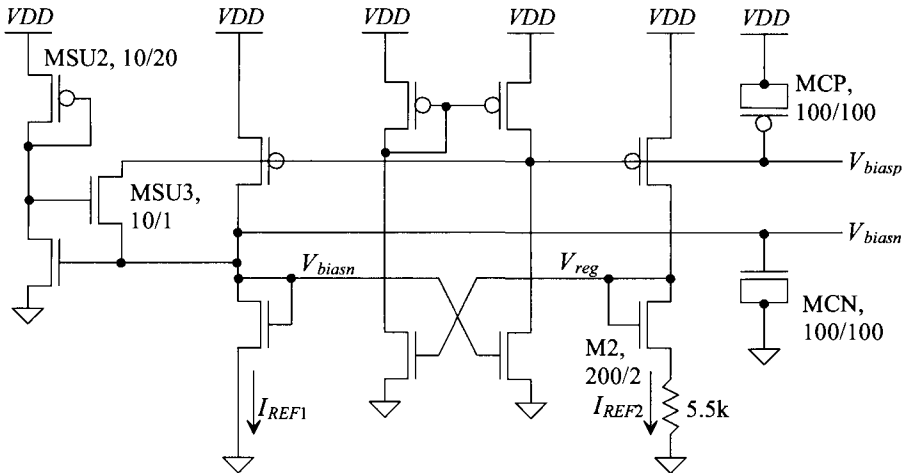 VDD VDD VDD VDD VDD VDD
MSU2, 10/20
MCP,
100/100
V_biasp
MSU3,
10/1
V_biasn
V_biasn
V_reg
MCN,
100/100
M2,
200/2
I_REF1
I_REF2
5.5k